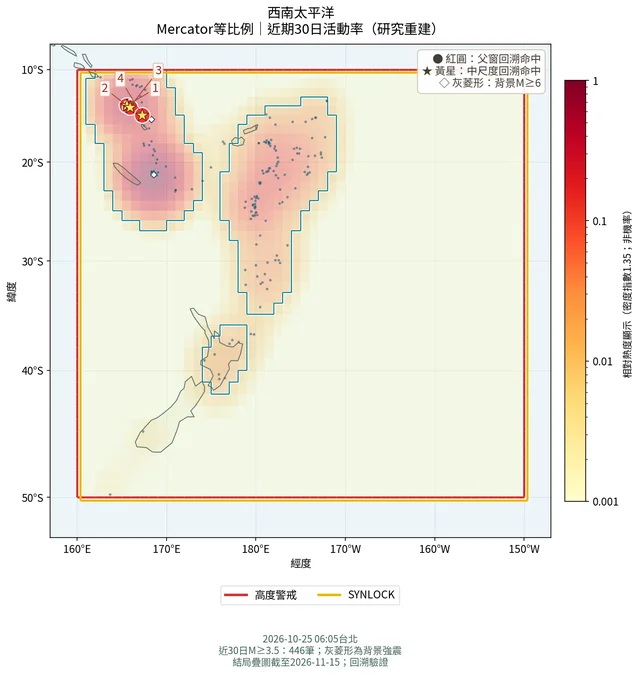 西南太平洋
Mercator等比例｜近期30日活動率（研究重建）
紅圓：父窗回溯命中
黃星：中尺度回溯命中
灰菱形：背景M≥6
3
4
2
1
10°S
20°S
30°S
40°S
50°S
緯度
160°E
170°E
180°E
170°W
160°W
150°W
經度
1
0.1
0.01
0.001
相對熱度顯示（密度指數1.35；非機率）
高度警戒
SYNLOCK
2026-10-25 06:05台北
近30日M≥3.5：446筆；灰菱形為背景強震
結局疊圖截至2026-11-15；回溯驗證